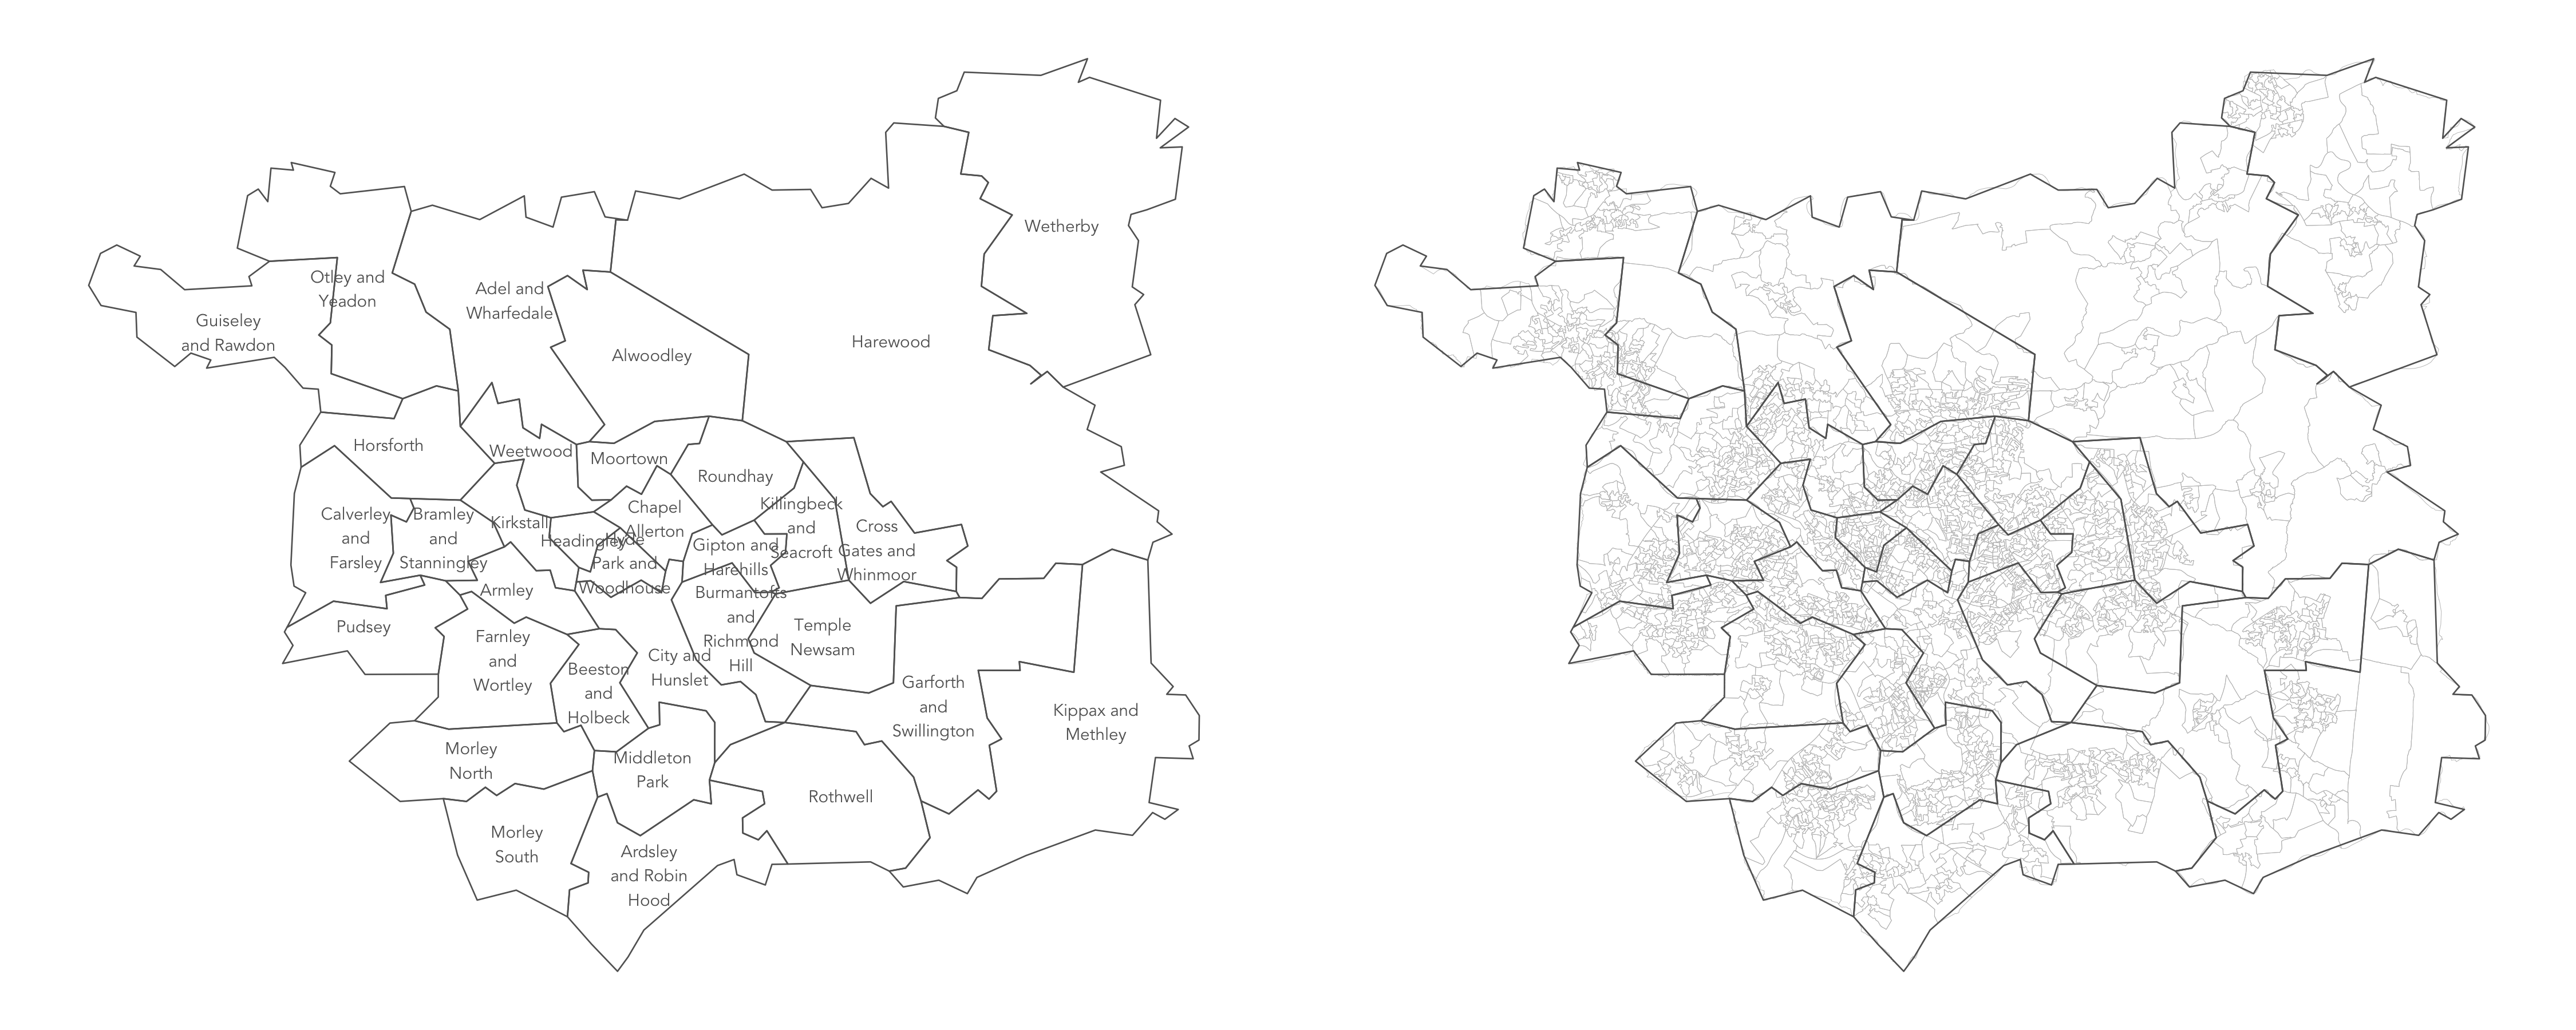 Wetherby
Otley and
Yeadon
Adel and
Wharfedale
Guiseley
and Rawdon
Harewood
Alwoodley
Horsforth
Weetwood
Moortown
Roundhay
Calverley
and
Farsley
Bramley
and
Stanningley
Kirkstall
Headingley
Hyde
Park and
Woodhouse
Chapel
Allerton
Killingbeck
and
Seacroft
Cross
Gates and
Whinmoor
Gipton and
Harehills
Armley
Burmantofts
and
Richmond
Hill
Pudsey
Farnley
and
Wortley
Temple
Newsam
City and
Hunslet
Beeston
and
Holbeck
Garforth
and
Swillington
Kippax and
Methley
Morley
North
Middleton
Park
Rothwell
Morley
South
Ardsley
and Robin
Hood